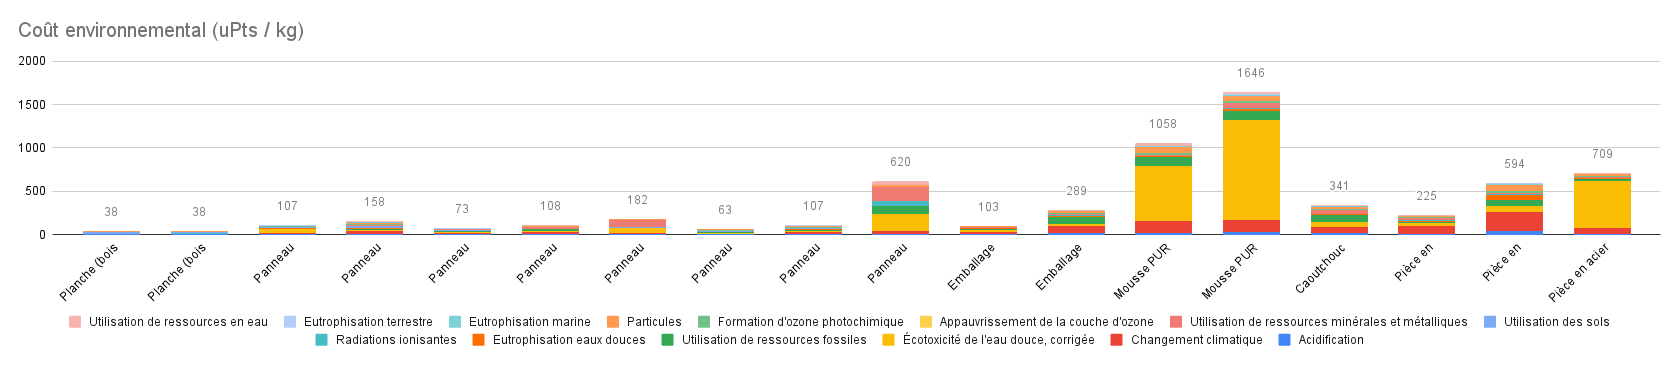 Coût environnemental (uPts / kg)
2000
1500
1000
500
0
38
38
107
158
73
108
182
63
107
620
103
289
1058
1646
341
225
594
709
Planche (bois
Planche (bois
Panneau
Panneau
Panneau
Panneau
Panneau
Panneau
Panneau
Panneau
Emballage
Emballage
Mousse PUR
Mousse PUR
Caoutchouc
Pièce en
Pièce en
Pièce en acier
Utilisation de ressources en eau Eutrophisation terrestre Eutrophisation marine Particules Formation d'ozone photochimique Appauvrissement de la couche d'ozone Utilisation de ressources minérales et métalliques Utilisation des sols
Radiations ionisantes Eutrophisation eaux douces Utilisation de ressources fossiles Écotoxicité de l'eau douce, corrigée Changement climatique Acidification